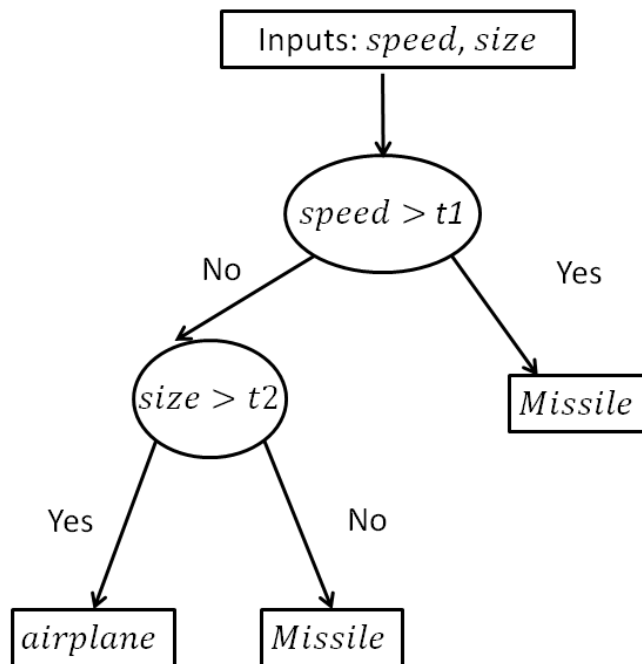 Inputs: speed, size
speed > t1
No
Yes
size > t2
Missile
Yes
No
airplane
Missile